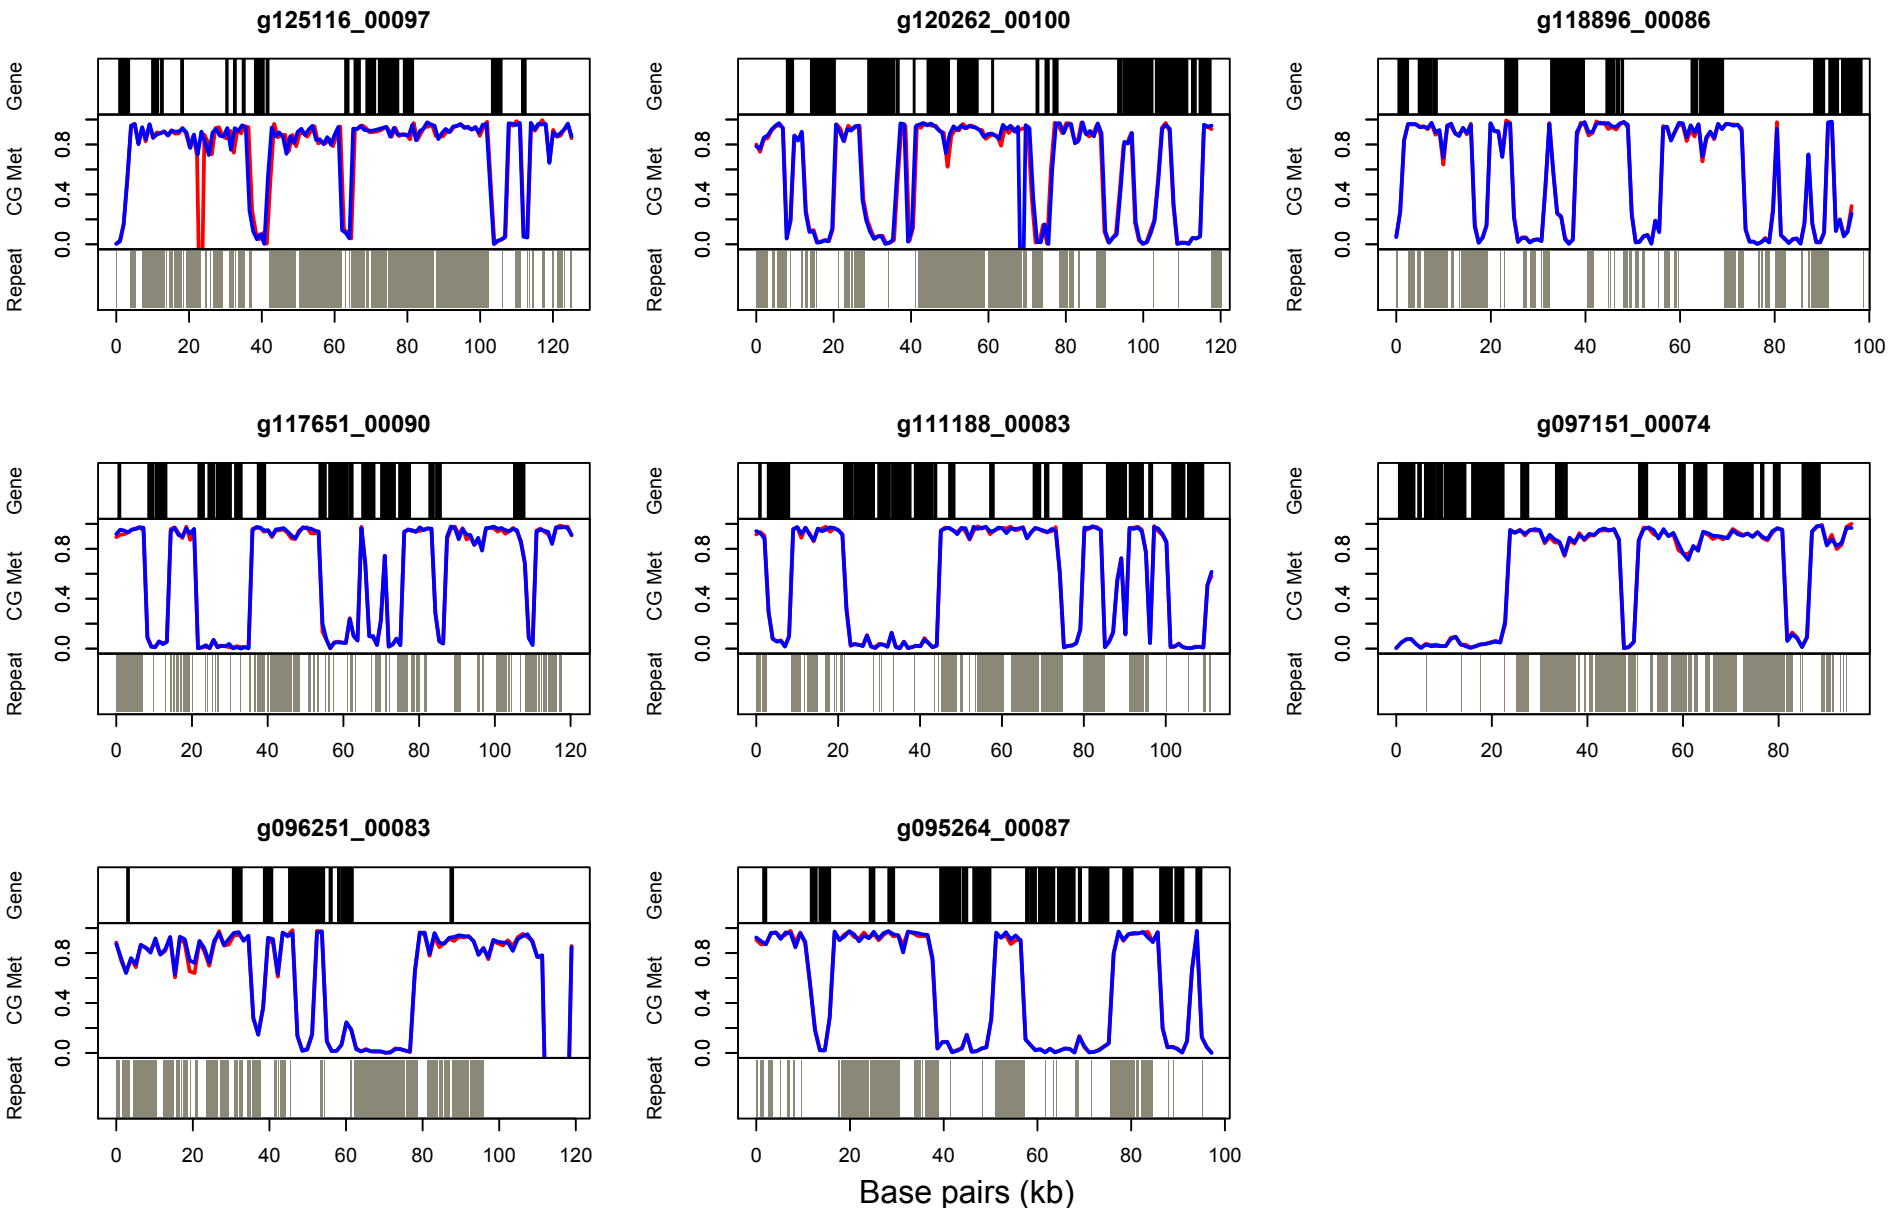 g125116_00097
Gene
CG Met
Repeat
0.8
0.4
0.0
0 20 40 60 80 100 120
g120262_00100
Gene
CG Met
Repeat
0.8
0.4
0.0
0 20 40 60 80 100 120
g118896_00086
Gene
CG Met
Repeat
0.8
0.4
0.0
0 20 40 60 80 100
g117651_00090
Gene
CG Met
Repeat
0.8
0.4
0.0
0 20 40 60 80 100 120
g111188_00083
Gene
CG Met
Repeat
0.8
0.4
0.0
0 20 40 60 80 100
g097151_00074
Gene
CG Met
Repeat
0.8
0.4
0.0
0 20 40 60 80
g096251_00083
Gene
CG Met
Repeat
0.8
0.4
0.0
0 20 40 60 80 100 120
g095264_00087
Gene
CG Met
Repeat
0.8
0.4
0.0
0 20 40 60 80 100
Base pairs (kb)